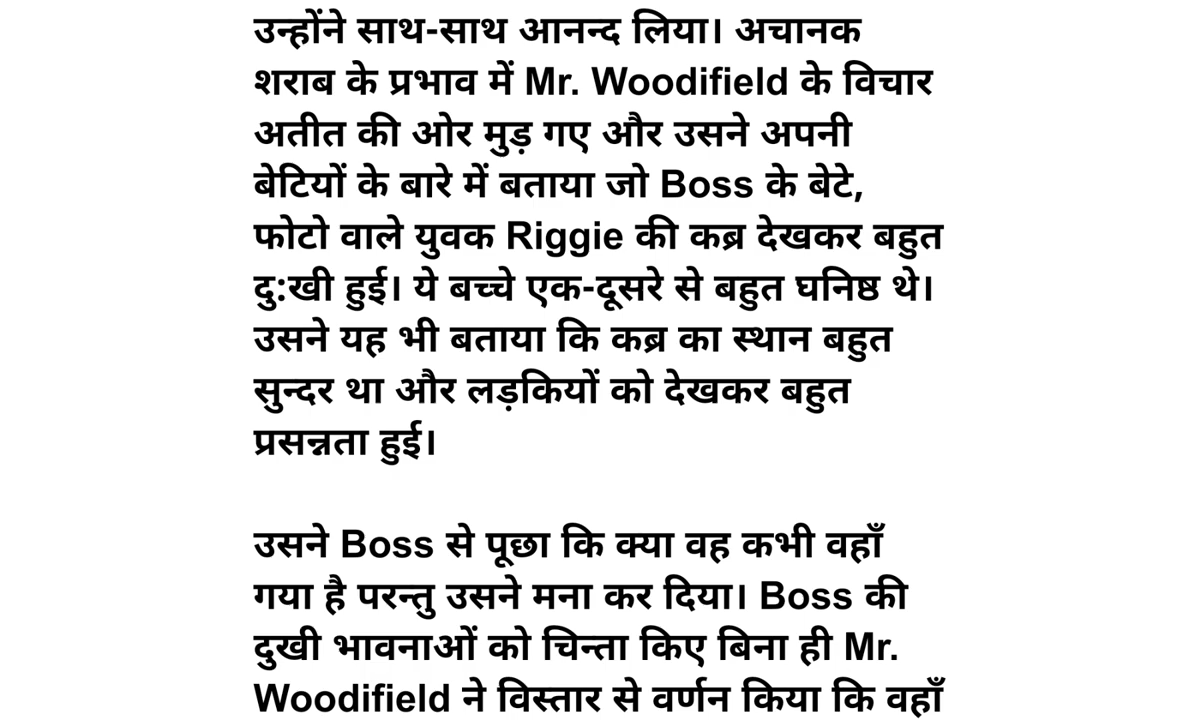 उन्होंने साथ-साथ आनन्द लिया। अचानक
शराब के प्रभाव में Mr. Woodifield के विचार
अतीत की ओर मुड़ गए और उसने अपनी
बेटियों के बारे में बताया जो Boss के बेटे,
फोटो वाले युवक Riggie की कब्र देखकर बहुत
दु:खी हुई। ये बच्चे एक-दूसरे से बहुत घनिष्ठ थे।
उसने यह भी बताया कि कब्र का स्थान बहुत
सुन्दर था और लड़कियों को देखकर बहुत
प्रसन्नता हुई।
उसने Boss से पूछा कि क्या वह कभी वहाँ
गया है परन्तु उसने मना कर दिया। Boss की
दुखी भावनाओं को चिन्ता किए बिना ही Mr.
Woodifield ने विस्तार से वर्णन किया कि वहाँ